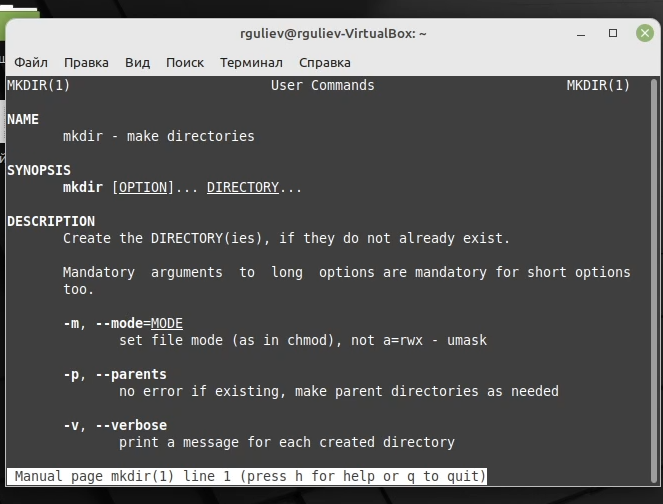 rguliev@rguliev-VirtualBox: ~
Файл Правка Вид Поиск Терминал Справка
MKDIR(1) User Commands MKDIR(1)
NAME
mkdir - make directories
SYNOPSIS
mkdir [OPTION]... DIRECTORY...
DESCRIPTION
Create the DIRECTORY(ies), if they do not already exist.
Mandatory arguments to long options are mandatory for short options
too.
-m, --mode=MODE
set file mode (as in chmod), not a=rwx - umask
-p, --parents
no error if existing, make parent directories as needed
-v, --verbose
print a message for each created directory
Manual page mkdir(1) line 1 (press h for help or q to quit)